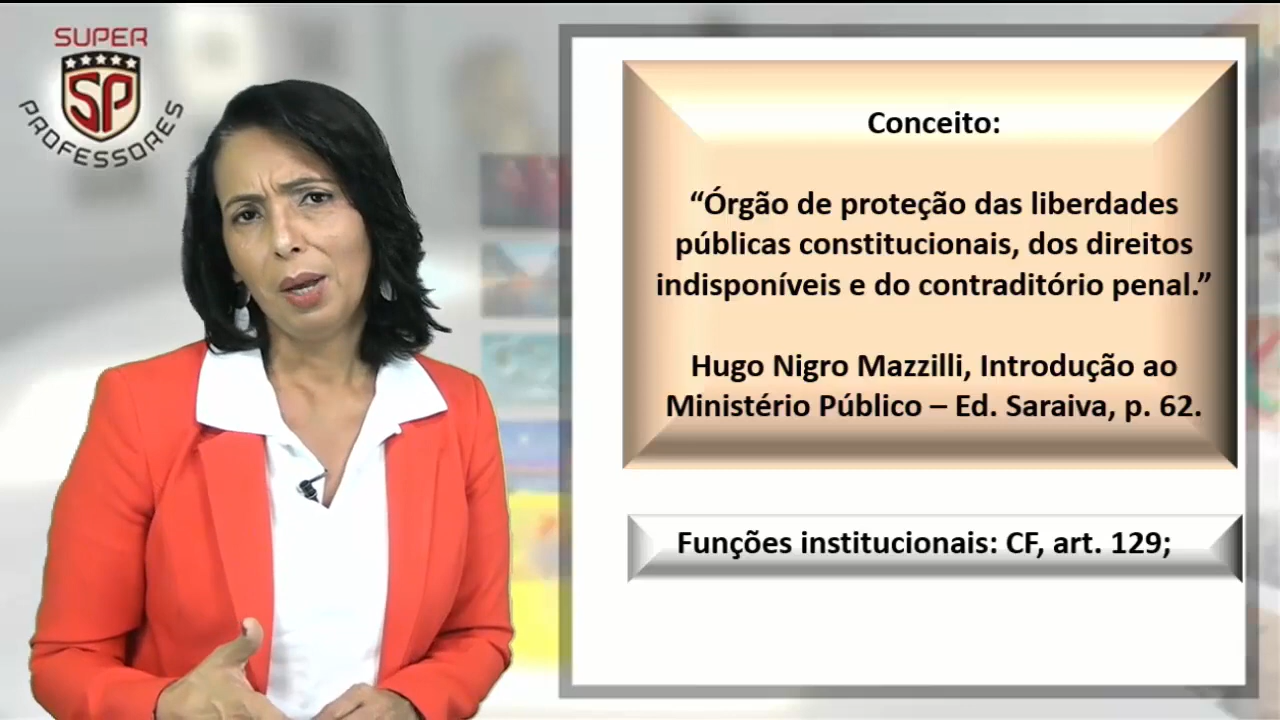 SUPER
SP
PROFESSORES
Conceito:
“Órgão de proteção das liberdades
públicas constitucionais, dos direitos
indisponíveis e do contraditório penal.”
Hugo Nigro Mazzilli, Introdução ao
Ministério Público – Ed. Saraiva, p. 62.
Funções institucionais: CF, art. 129;